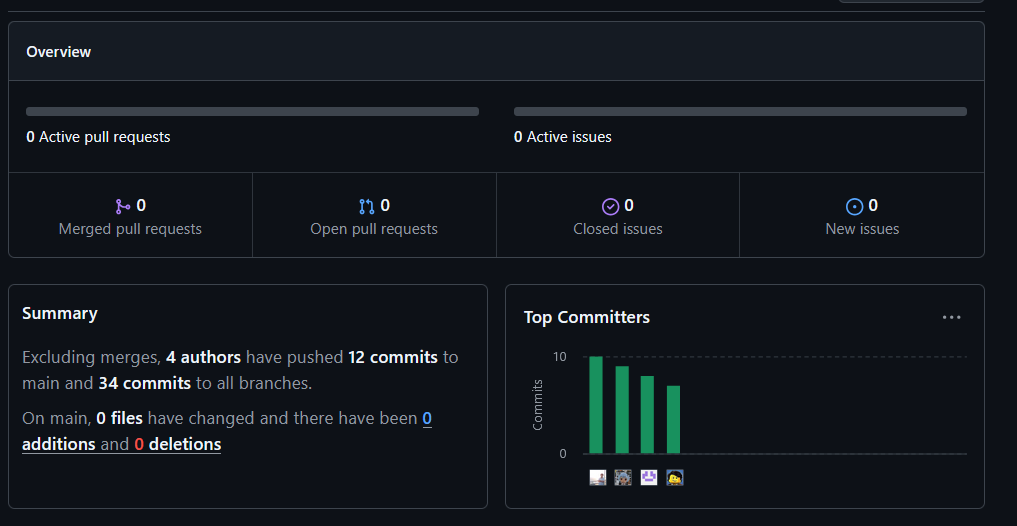 Overview
0 Active pull requests
0 Active issues
0
Merged pull requests
0
Open pull requests
0
Closed issues
0
New issues
Summary
Excluding merges, 4 authors have pushed 12 commits to
main and 34 commits to all branches.
On main, 0 files have changed and there have been 0
additions and 0 deletions
Top Committers
10
Commits
0